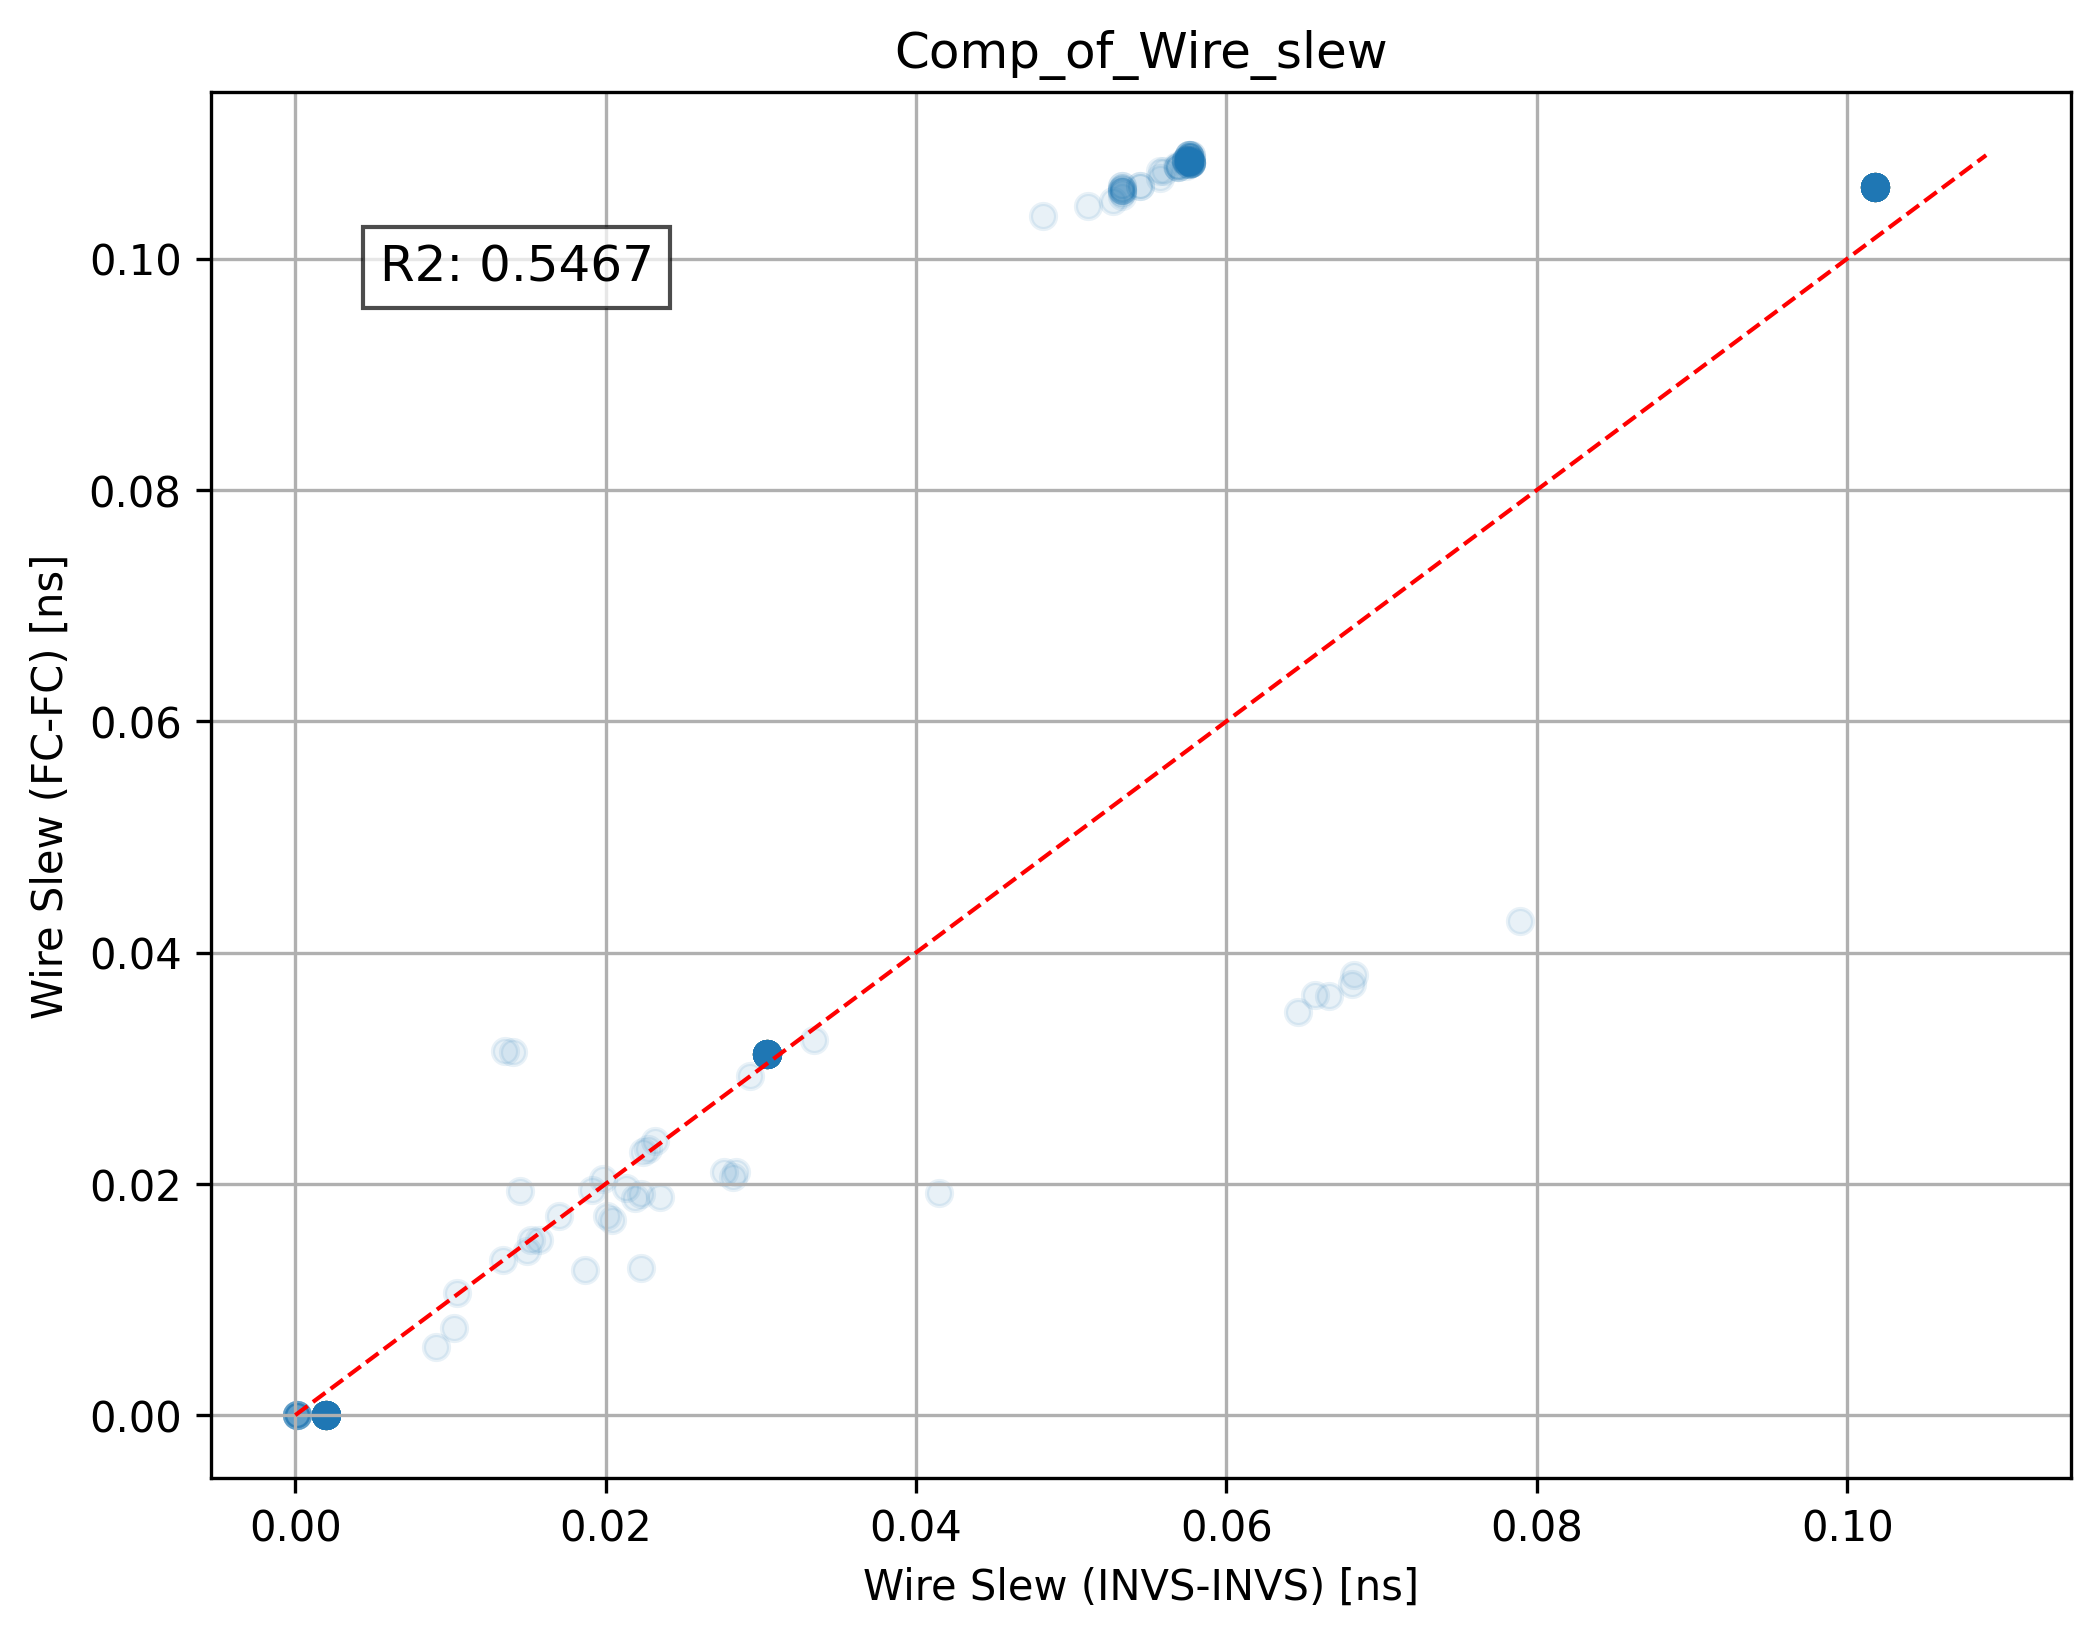 Comp_of_Wire_slew
R2: 0.5467
0.10
0.08
0.06
0.04
0.02
0.00
Wire Slew (FC-FC) [ns]
0.00 0.02 0.04 0.06 0.08 0.10
Wire Slew (INVS-INVS) [ns]